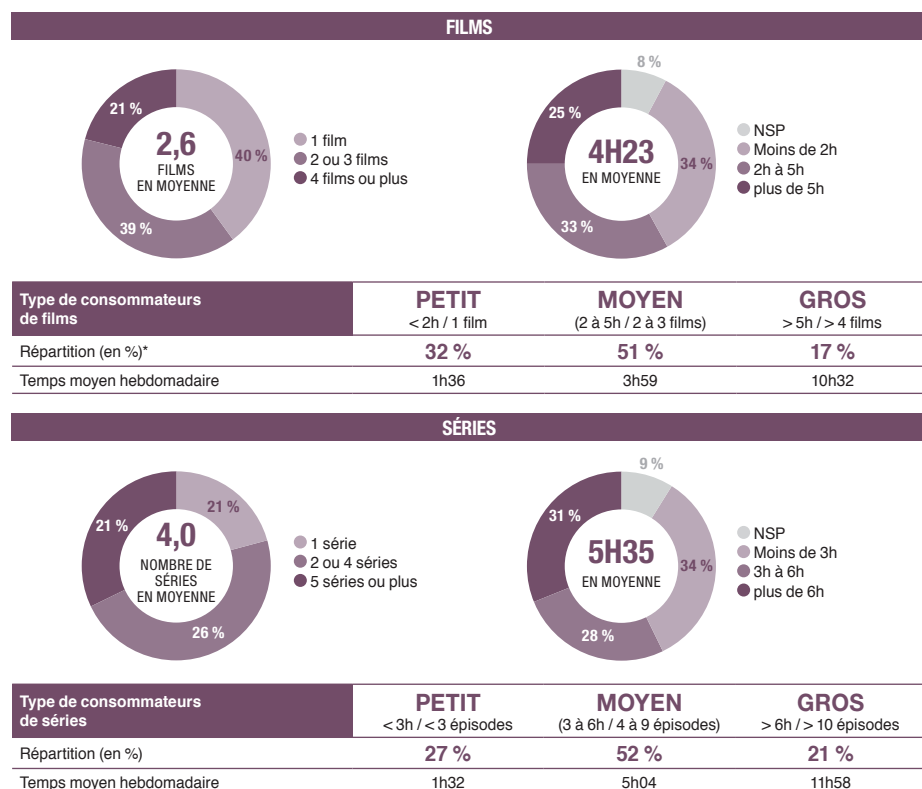 FILMS
21 %
40 %
39 %
2,6
FILMS
EN MOYENNE
1 film
2 ou 3 films
4 films ou plus
8 %
25 %
34 %
33 %
4H23
EN MOYENNE
NSP
Moins de 2h
2h à 5h
plus de 5h
Type de consommateurs
de films
PETIT
< 2h / 1 film
MOYEN
(2 à 5h / 2 à 3 films)
GROS
> 5h / > 4 films
Répartition (en %)* 32 % 51 % 17 %
Temps moyen hebdomadaire 1h36 3h59 10h32
SÉRIES
21 %
21 %
26 %
4,0
NOMBRE DE
SÉRIES
EN MOYENNE
1 série
2 ou 4 séries
5 séries ou plus
9 %
31 %
34 %
28 %
5H35
EN MOYENNE
NSP
Moins de 3h
3h à 6h
plus de 6h
Type de consommateurs
de séries
PETIT
< 3h / < 3 épisodes
MOYEN
(3 à 6h / 4 à 9 épisodes)
GROS
> 6h / > 10 épisodes
Répartition (en %) 27 % 52 % 21 %
Temps moyen hebdomadaire 1h32 5h04 11h58